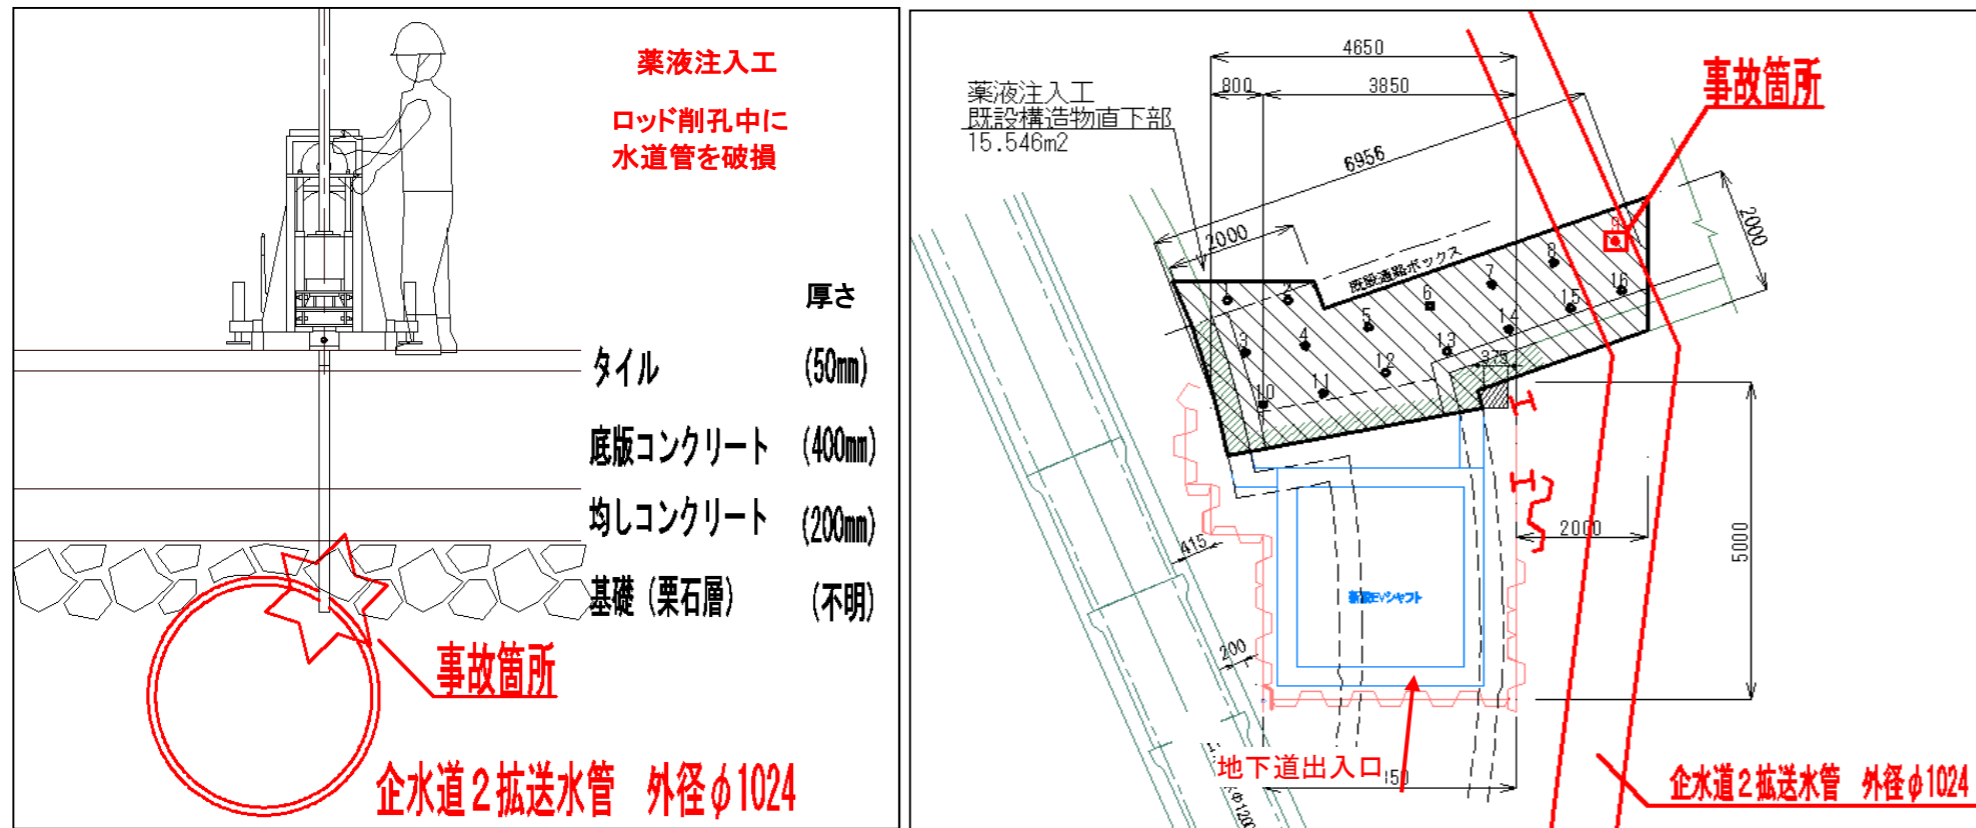 薬液注入工
ロッド削孔中に
水道管を破損
厚さ
タイル (50mm)
底版コンクリート (400mm)
均しコンクリート (200mm)
基礎（栗石層） (不明)
事故箇所
企水道２拡送水管 外径φ1024
4650
800 3850
薬液注入工
既設構造物直下部
15.546m2
事故箇所
6956
2000
2000
既設通路ボックス
1
2
3
4
5
6
7
8
9
10
11
12
13
14
15
16
375
415
2000
5000
新設EVシャフト
200
地下道出入口
企水道２拡送水管 外径φ1024